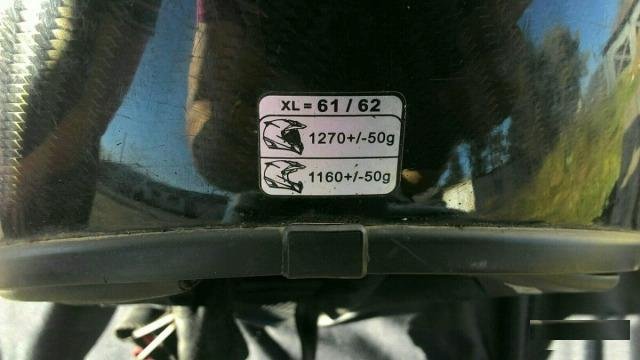 XL = 61 / 62
1270+/-50g
1160+/-50g